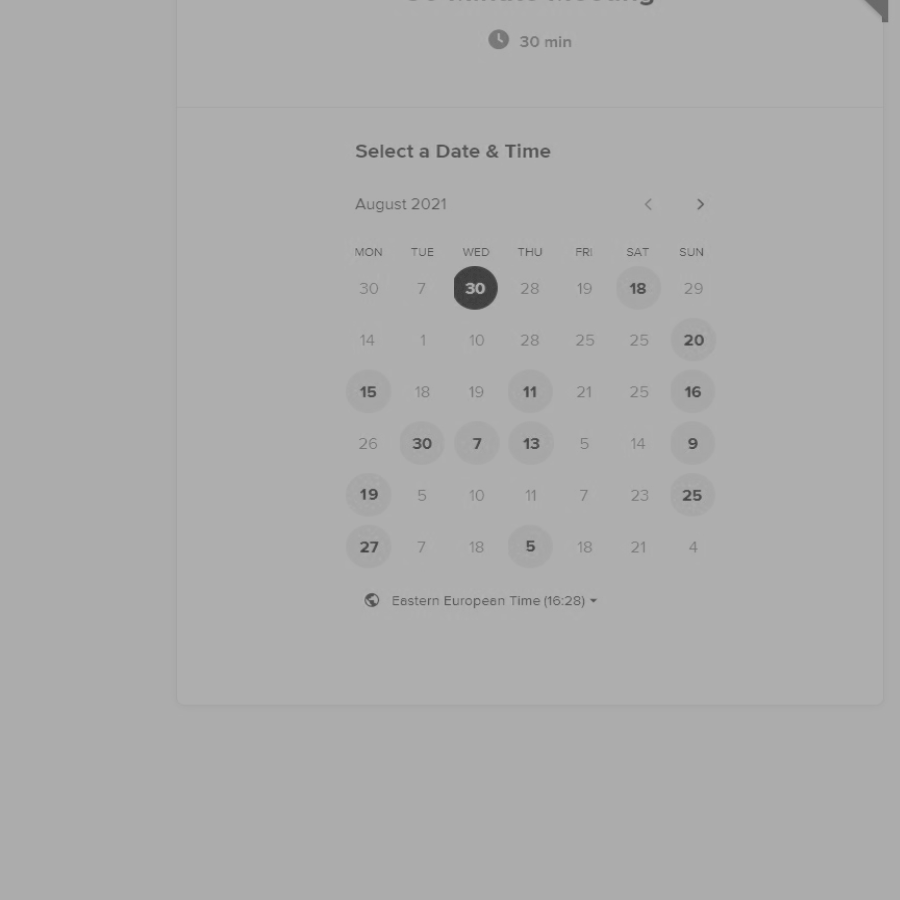 30 min
Select a Date & Time
August 2021
MON TUE WED THU FRI SAT SUN
30 7 30 28 19 18 29
14 1 10 28 25 25 20
15 18 19 11 21 25 16
26 30 7 13 5 14 9
19 5 10 11 7 23 25
27 7 18 5 18 21 4
Eastern European Time (16:28)